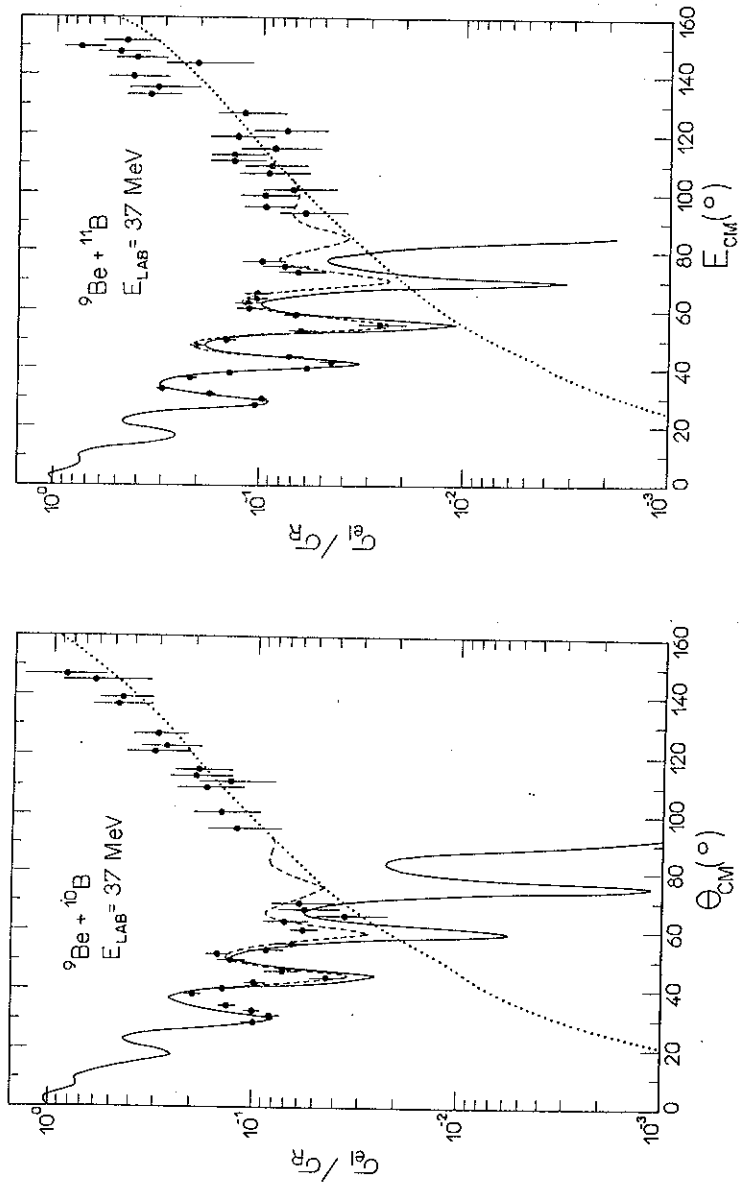 ⁹Be + ¹⁰B
E_LAB = 37 MeV
σ_el / σ_R
10⁰
10⁻¹
10⁻²
10⁻³
0 20 40 60 80 100 120 140 160
θ_CM (°)
⁹Be + ¹¹B
E_LAB = 37 MeV
σ_el / σ_R
10⁰
10⁻¹
10⁻²
10⁻³
0 20 40 60 80 100 120 140 160
E_CM (°)